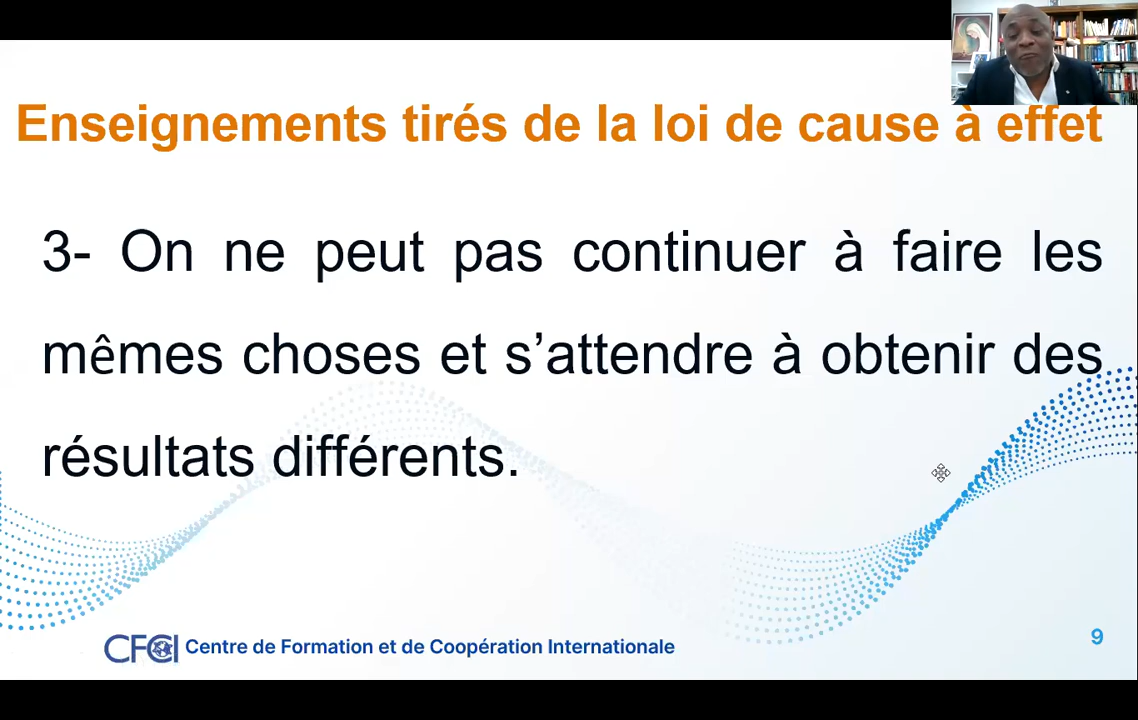 Enseignements tirés de la loi de cause à effet
3- On ne peut pas continuer à faire les
mêmes choses et s’attendre à obtenir des
résultats différents.
CFCI Centre de Formation et de Coopération Internationale
9